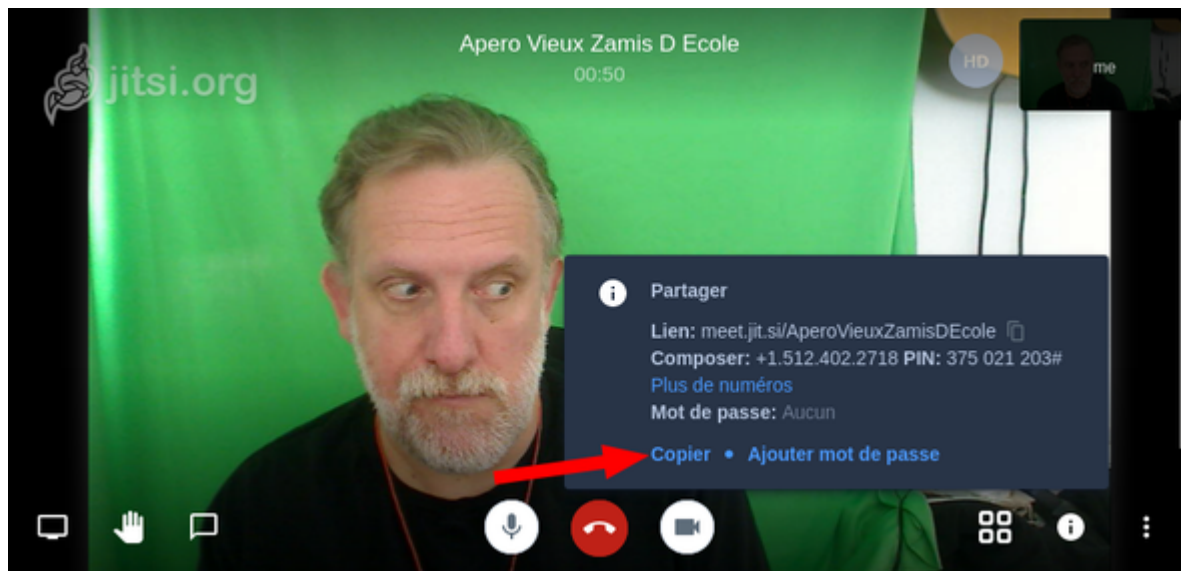 jitsi.org
Apero Vieux Zamis D Ecole
00:50
HD
me
Partager
Lien: meet.jit.si/AperoVieuxZamisDEcole
Composer: +1.512.402.2718 PIN: 375 021 203#
Plus de numéros
Mot de passe: Aucun
Copier • Ajouter mot de passe